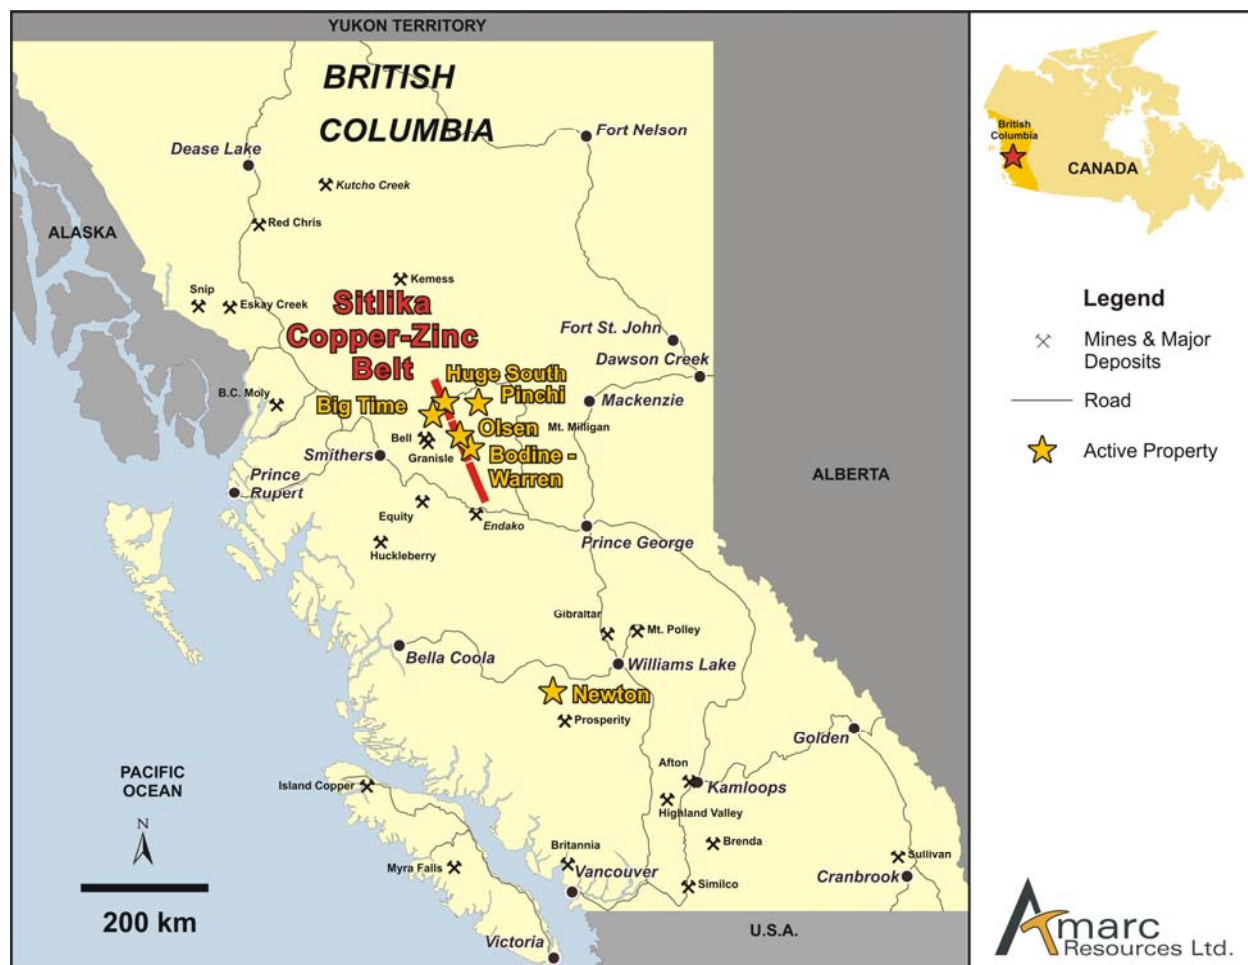 YUKON TERRITORY
BRITISH
COLUMBIA
Fort Nelson
Dease Lake
Kutcho Creek
Red Chris
ALASKA
Kemess
Snip
Eskay Creek
Sitlika
Copper-Zinc
Belt
Fort St. John
Dawson Creek
Huge South
Pinchi
B.C. Moly
Big Time
Mackenzie
Mt. Milligan
Olsen
Bell
Granisle
Smithers
Bodine -
Warren
Prince
Rupert
ALBERTA
Equity
Endako
Prince George
Huckleberry
Gibraltar
Mt. Polley
Bella Coola
Williams Lake
Newton
Prosperity
Golden
Afton
PACIFIC
OCEAN
Island Copper
Kamloops
Highland Valley
N
Brenda
Britannia
Sullivan
Myra Falls
Vancouver
Cranbrook
Similco
200 km
U.S.A.
Victoria
British
Columbia
CANADA
Legend
Mines & Major
Deposits
Road
Active Property
Amarc
Resources Ltd.